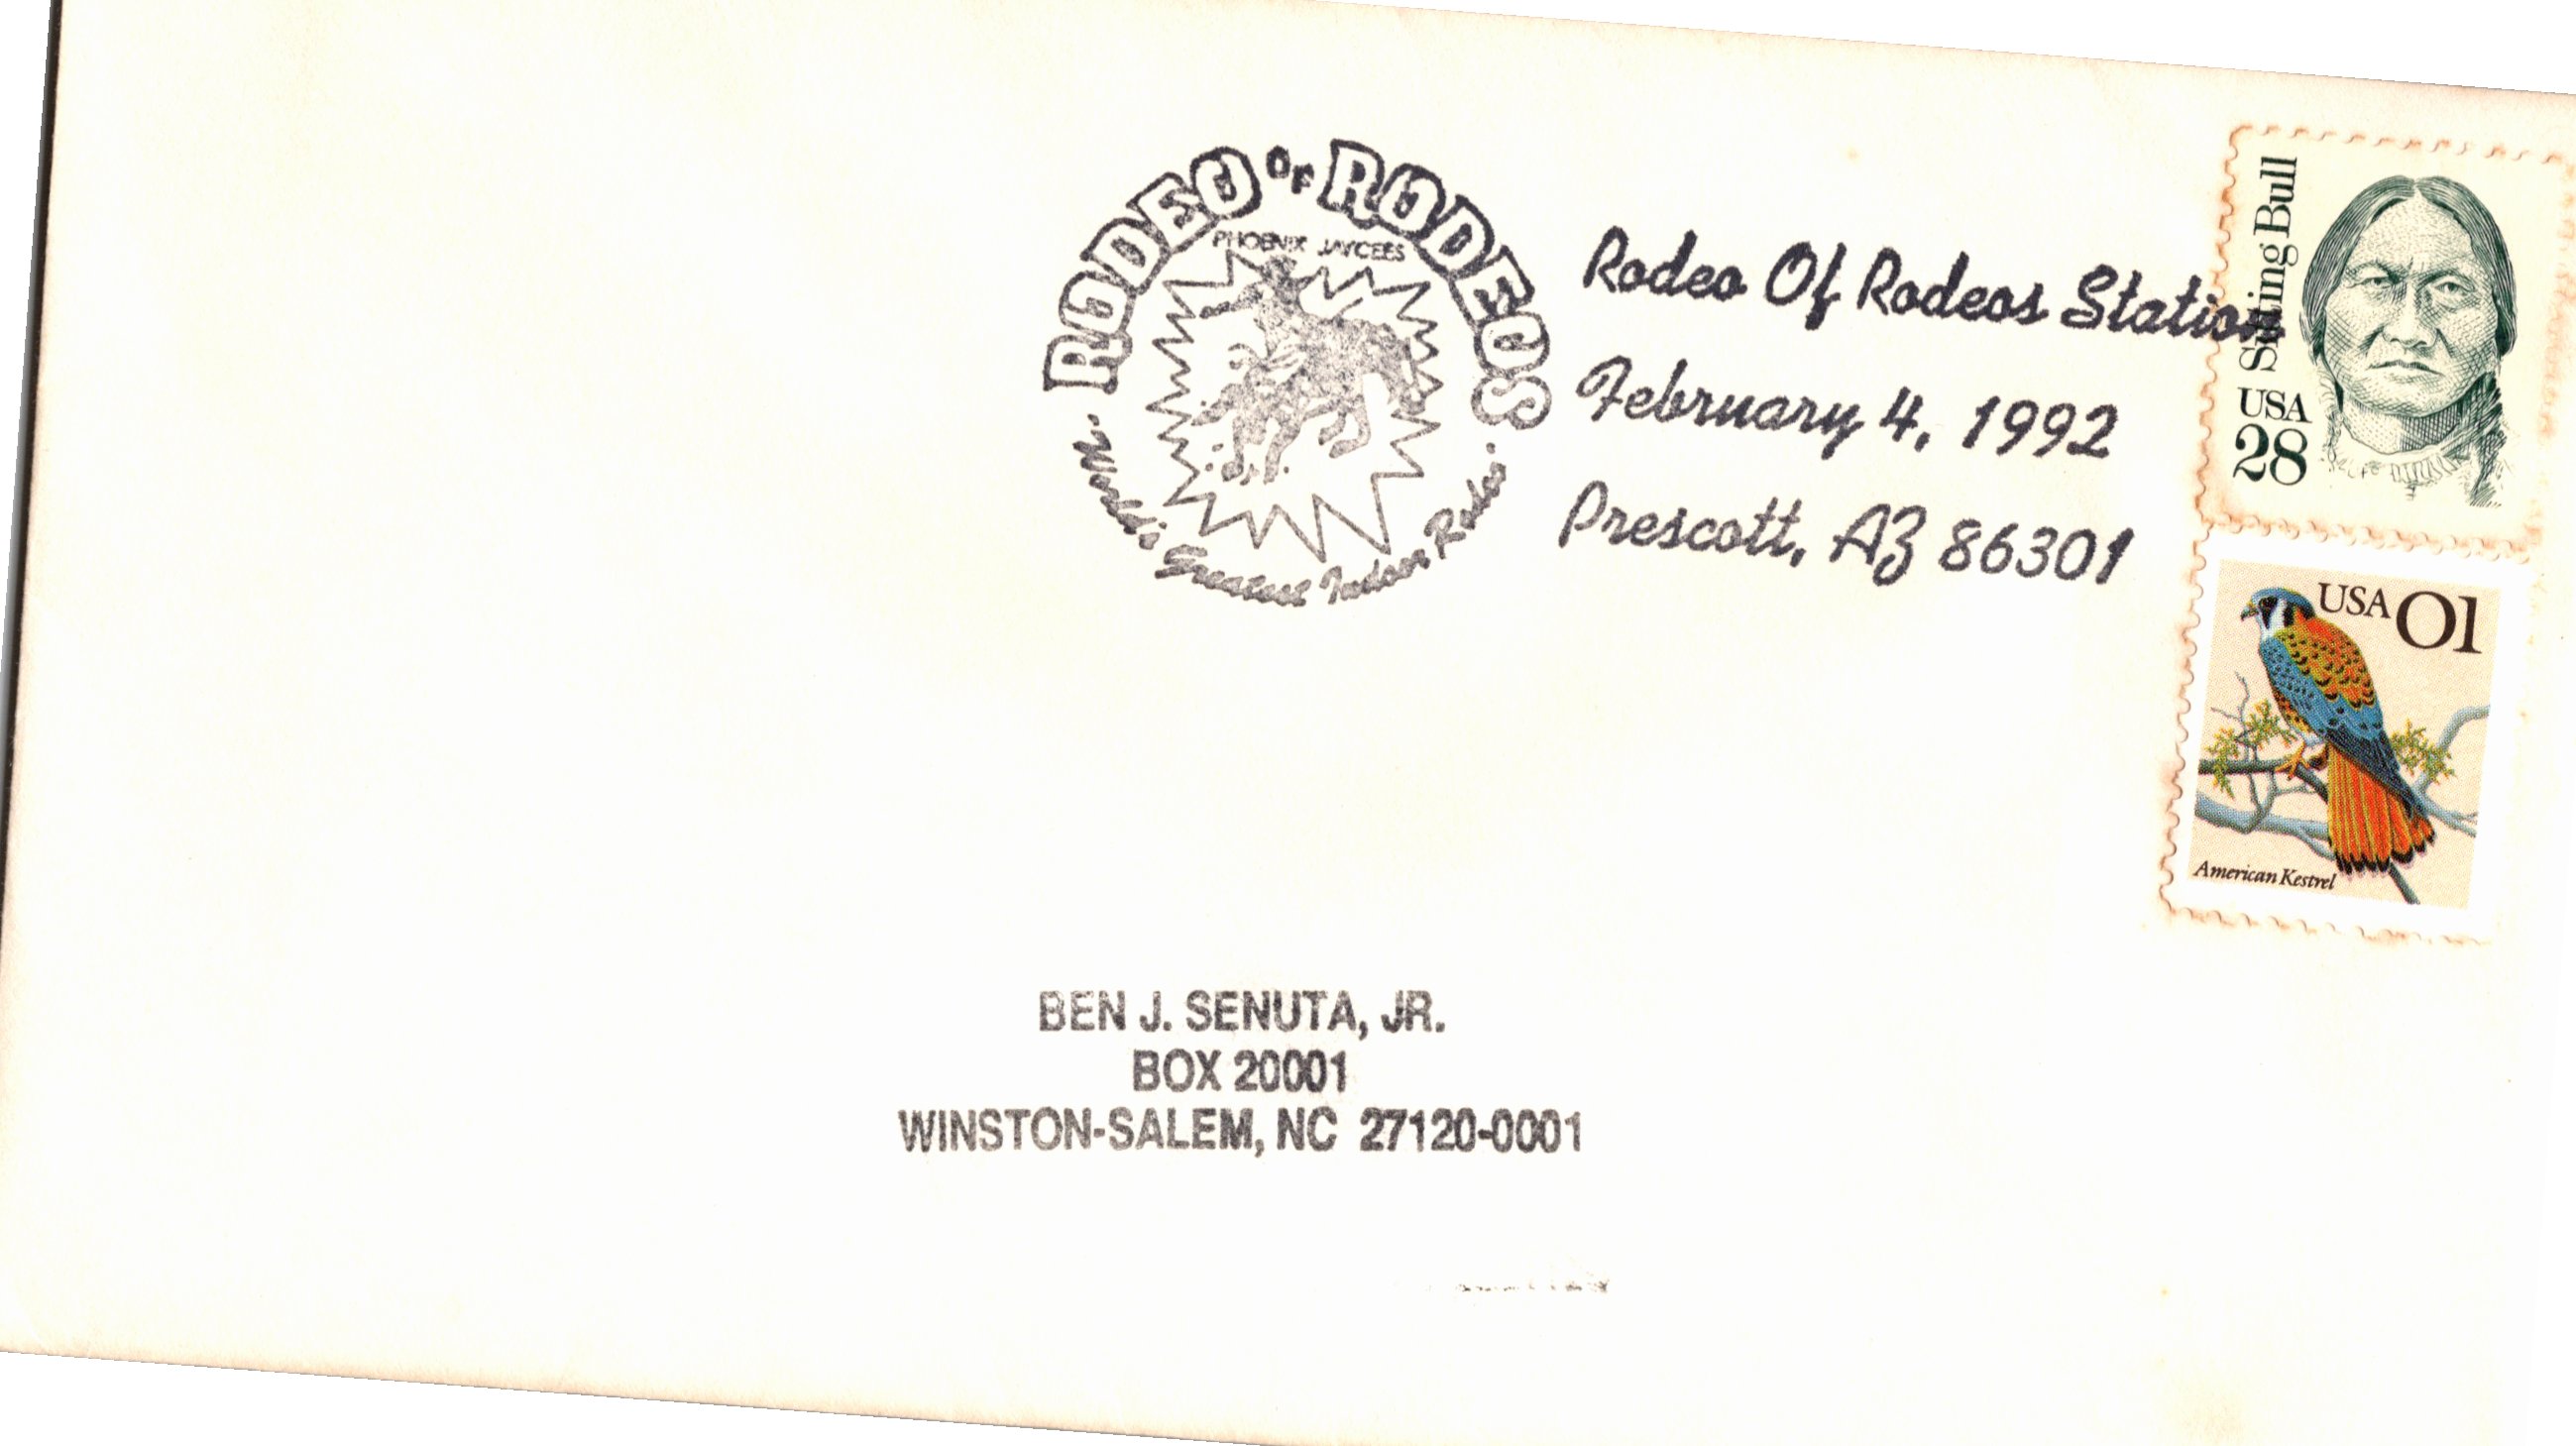 RODEO OF RODEOS
PHOENIX JAYCEES
World's Greatest Indoor Rodeo
Rodeo Of Rodeos Station
February 4, 1992
Prescott, AZ 86301
Sitting Bull
USA
28
USA 01
American Kestrel
BEN J. SENUTA, JR.
BOX 20001
WINSTON-SALEM, NC 27120-0001